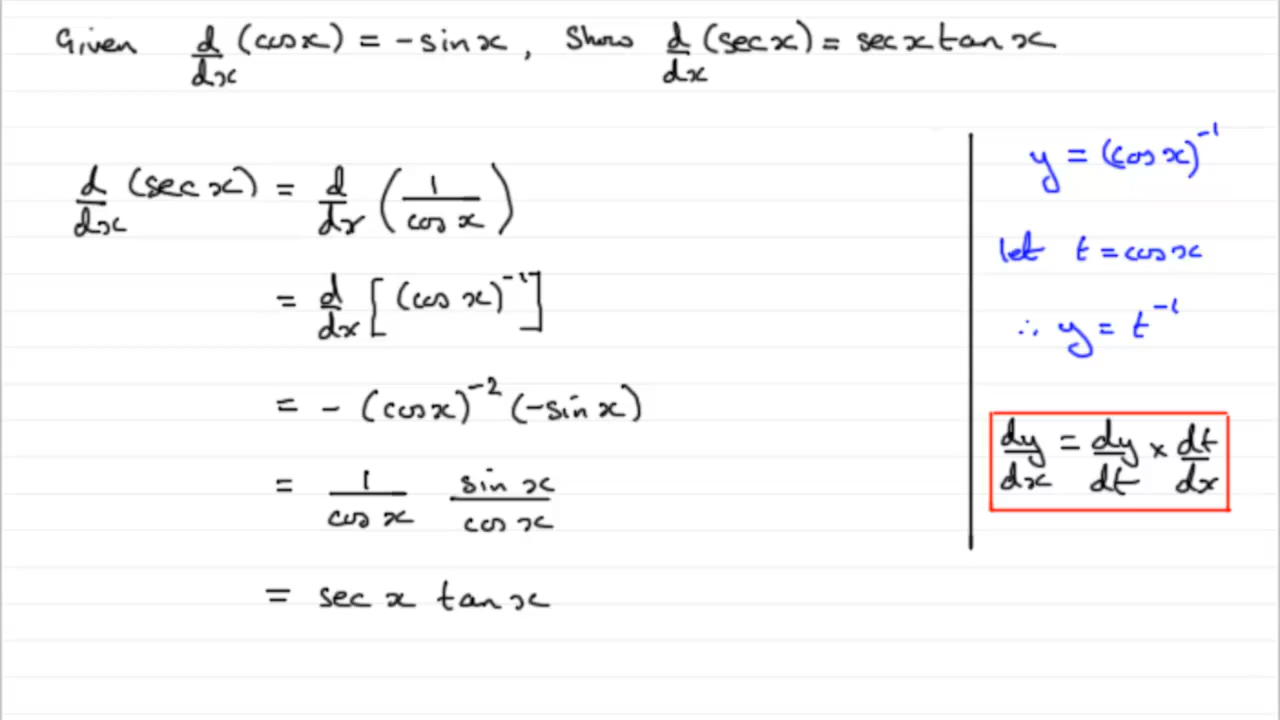 Given d/dx (cos x) = - sin x, Show d/dx (sec x) = sec x tan x
d/dx (sec x) = d/dx (1/cos x)
= d/dx [(cos x)⁻¹]
= - (cos x)⁻² (-sin x)
= 1/cos x sin x/cos x
= sec x tan x
y = (cos x)⁻¹
let t = cos x
∴ y = t⁻¹
dy/dx = dy/dt × dt/dx